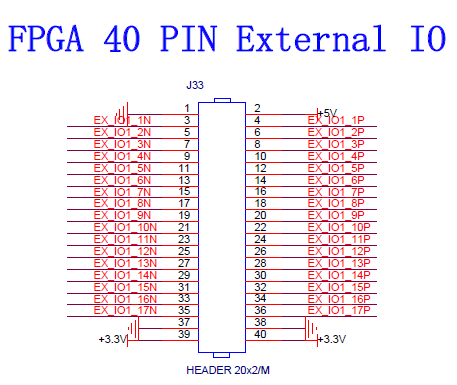 FPGA 40 PIN External IO
J33
1 2 +5V
EX_IO1_1N 3 4 EX_IO1_1P
EX_IO1_2N 5 6 EX_IO1_2P
EX_IO1_3N 7 8 EX_IO1_3P
EX_IO1_4N 9 10 EX_IO1_4P
EX_IO1_5N 11 12 EX_IO1_5P
EX_IO1_6N 13 14 EX_IO1_6P
EX_IO1_7N 15 16 EX_IO1_7P
EX_IO1_8N 17 18 EX_IO1_8P
EX_IO1_9N 19 20 EX_IO1_9P
EX_IO1_10N 21 22 EX_IO1_10P
EX_IO1_11N 23 24 EX_IO1_11P
EX_IO1_12N 25 26 EX_IO1_12P
EX_IO1_13N 27 28 EX_IO1_13P
EX_IO1_14N 29 30 EX_IO1_14P
EX_IO1_15N 31 32 EX_IO1_15P
EX_IO1_16N 33 34 EX_IO1_16P
EX_IO1_17N 35 36 EX_IO1_17P
37 38
+3.3V 39 40 +3.3V
HEADER 20x2/M